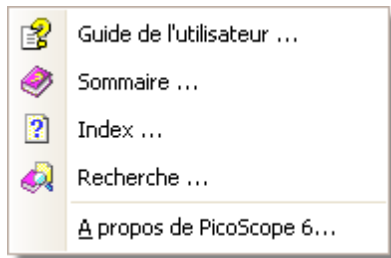 Guide de l'utilisateur ...
Sommaire ...
Index ...
Recherche ...
A propos de PicoScope 6...